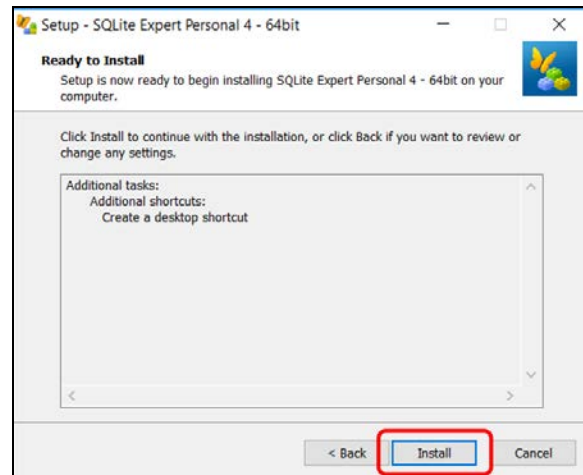 Setup - SQLite Expert Personal 4 - 64bit
Ready to Install
Setup is now ready to begin installing SQLite Expert Personal 4 - 64bit on your
computer.
Click Install to continue with the installation, or click Back if you want to review or
change any settings.
Additional tasks:
Additional shortcuts:
Create a desktop shortcut
< Back
Install
Cancel